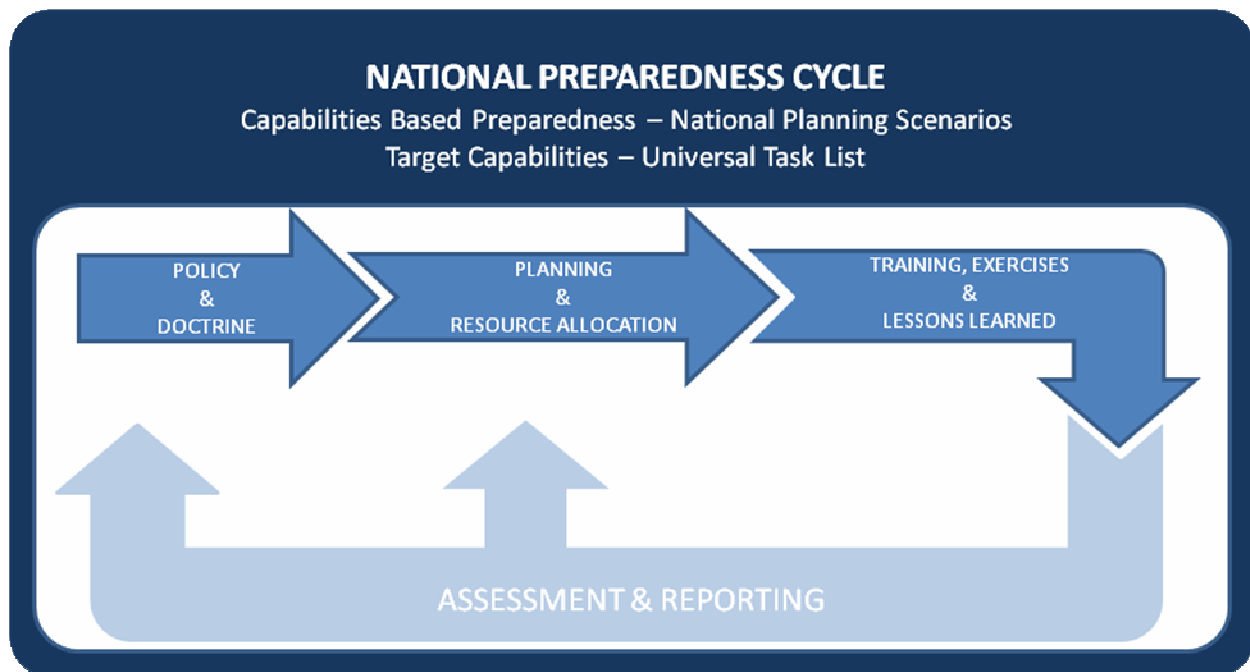 NATIONAL PREPAREDNESS CYCLE
Capabilities Based Preparedness – National Planning Scenarios
Target Capabilities – Universal Task List
POLICY
&
DOCTRINE
PLANNING
&
RESOURCE ALLOCATION
TRAINING, EXERCISES
&
LESSONS LEARNED
ASSESSMENT & REPORTING